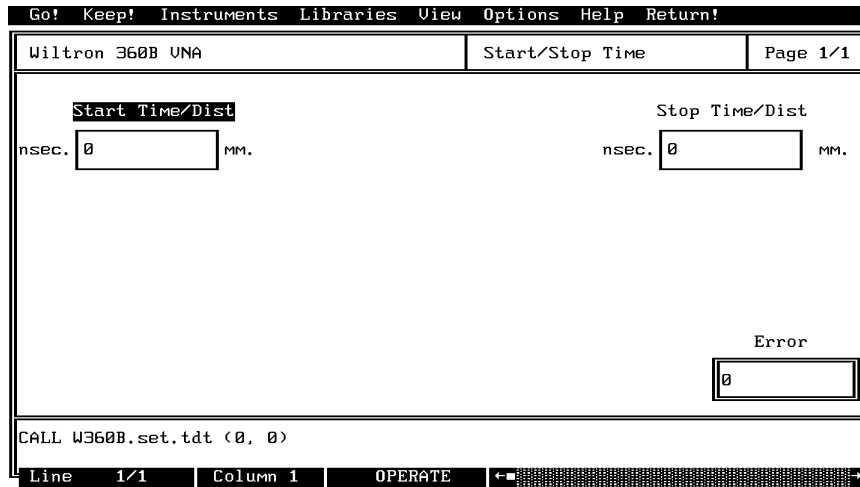 Go! Keep! Instruments Libraries View Options Help Return!
Wiltron 360B VNA Start/Stop Time Page 1/1
Start Time/Dist Stop Time/Dist
nsec. 0 mm. nsec. 0 mm.
Error
0
CALL W360B.set.tdt (0, 0)
Line 1/1 Column 1 OPERATE ←